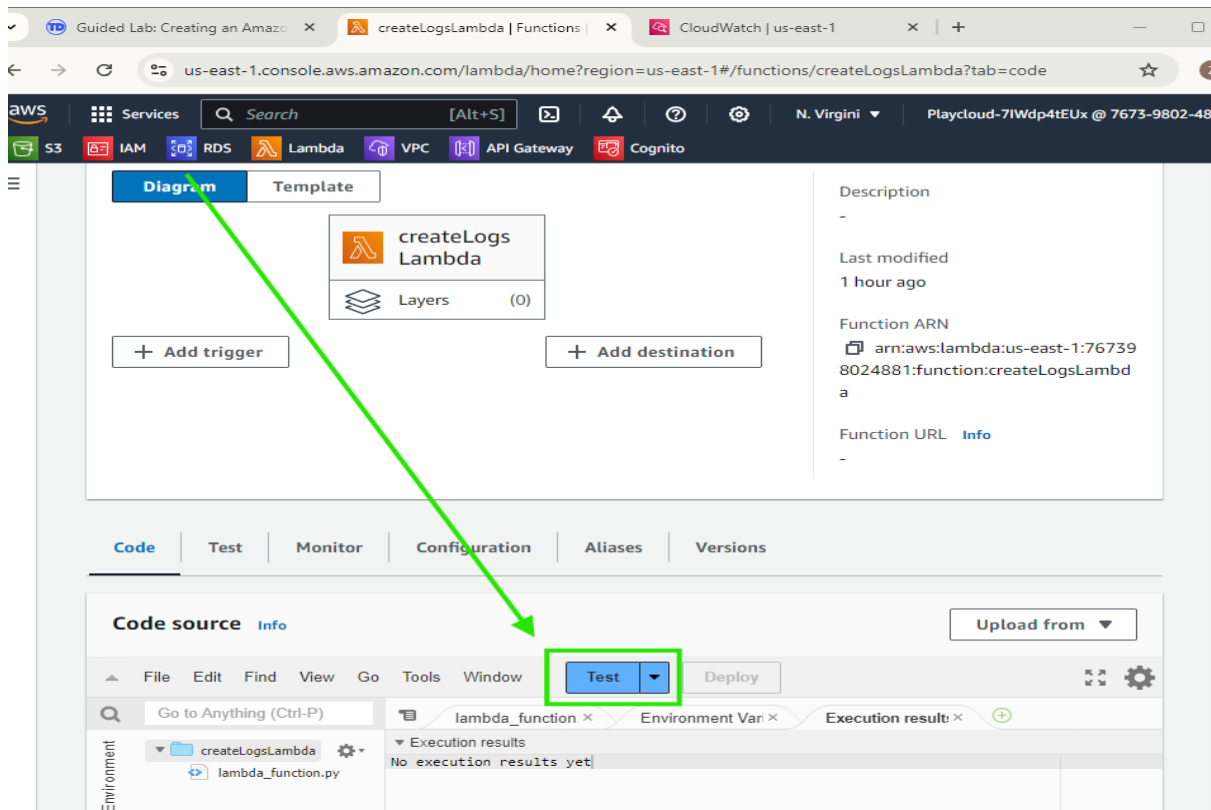 Guided Lab: Creating an Amazo
createLogsLambda | Functions |
CloudWatch | us-east-1
us-east-1.console.aws.amazon.com/lambda/home?region=us-east-1#/functions/createLogsLambda?tab=code
aws
Services
Search
[Alt+S]
N. Virgini
Playcloud-7IWdp4tEUx @ 7673-9802-48
S3
IAM
RDS
Lambda
VPC
API Gateway
Cognito
Diagram
Template
createLogs
Lambda
Layers
(0)
+ Add trigger
+ Add destination
Description
-
Last modified
1 hour ago
Function ARN
arn:aws:lambda:us-east-1:76739
8024881:function:createLogsLambd
a
Function URL Info
-
Code
Test
Monitor
Configuration
Aliases
Versions
Code source Info
Upload from
File Edit Find View Go Tools Window
Test
Deploy
Go to Anything (Ctrl-P)
lambda_function
Environment Vari
Execution result:
Environment
createLogsLambda
lambda_function.py
Execution results
No execution results yet